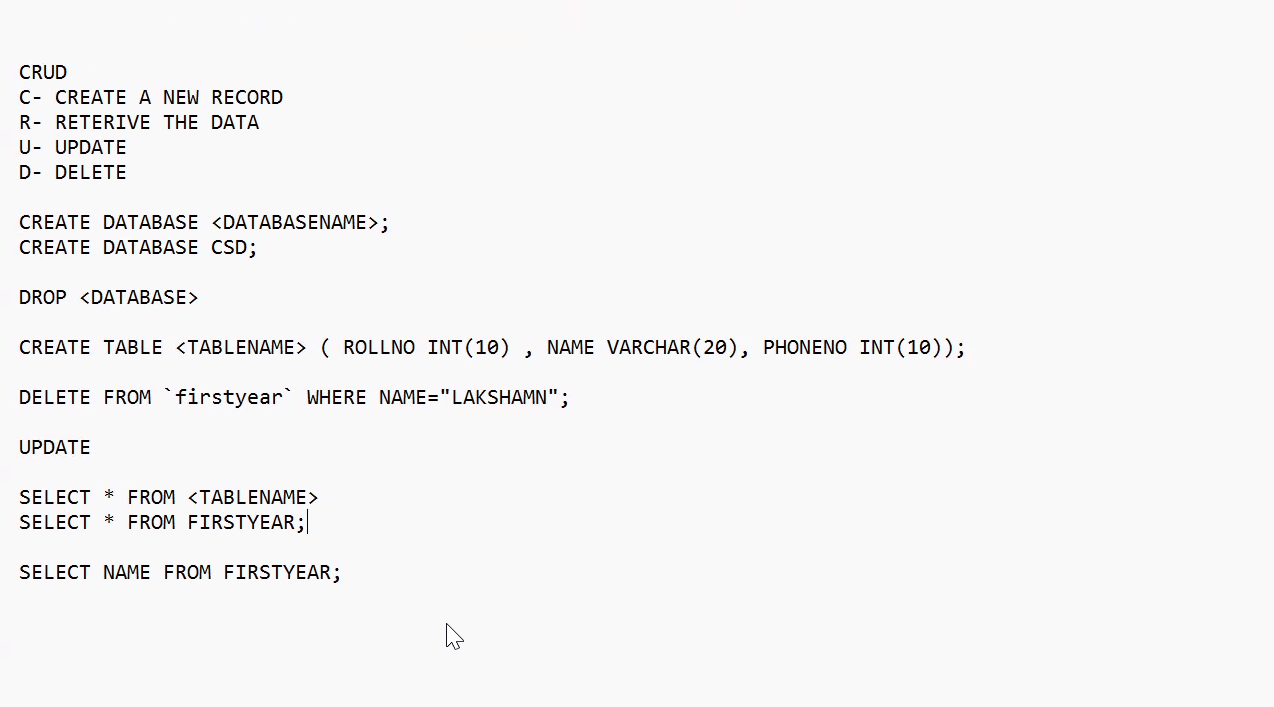 CRUD
C- CREATE A NEW RECORD
R- RETERIVE THE DATA
U- UPDATE
D- DELETE
CREATE DATABASE <DATABASENAME>;
CREATE DATABASE CSD;
DROP <DATABASE>
CREATE TABLE <TABLENAME> ( ROLLNO INT(10) , NAME VARCHAR(20), PHONENO INT(10));
DELETE FROM `firstyear` WHERE NAME="LAKSHAMN";
UPDATE
SELECT * FROM <TABLENAME>
SELECT * FROM FIRSTYEAR;
SELECT NAME FROM FIRSTYEAR;